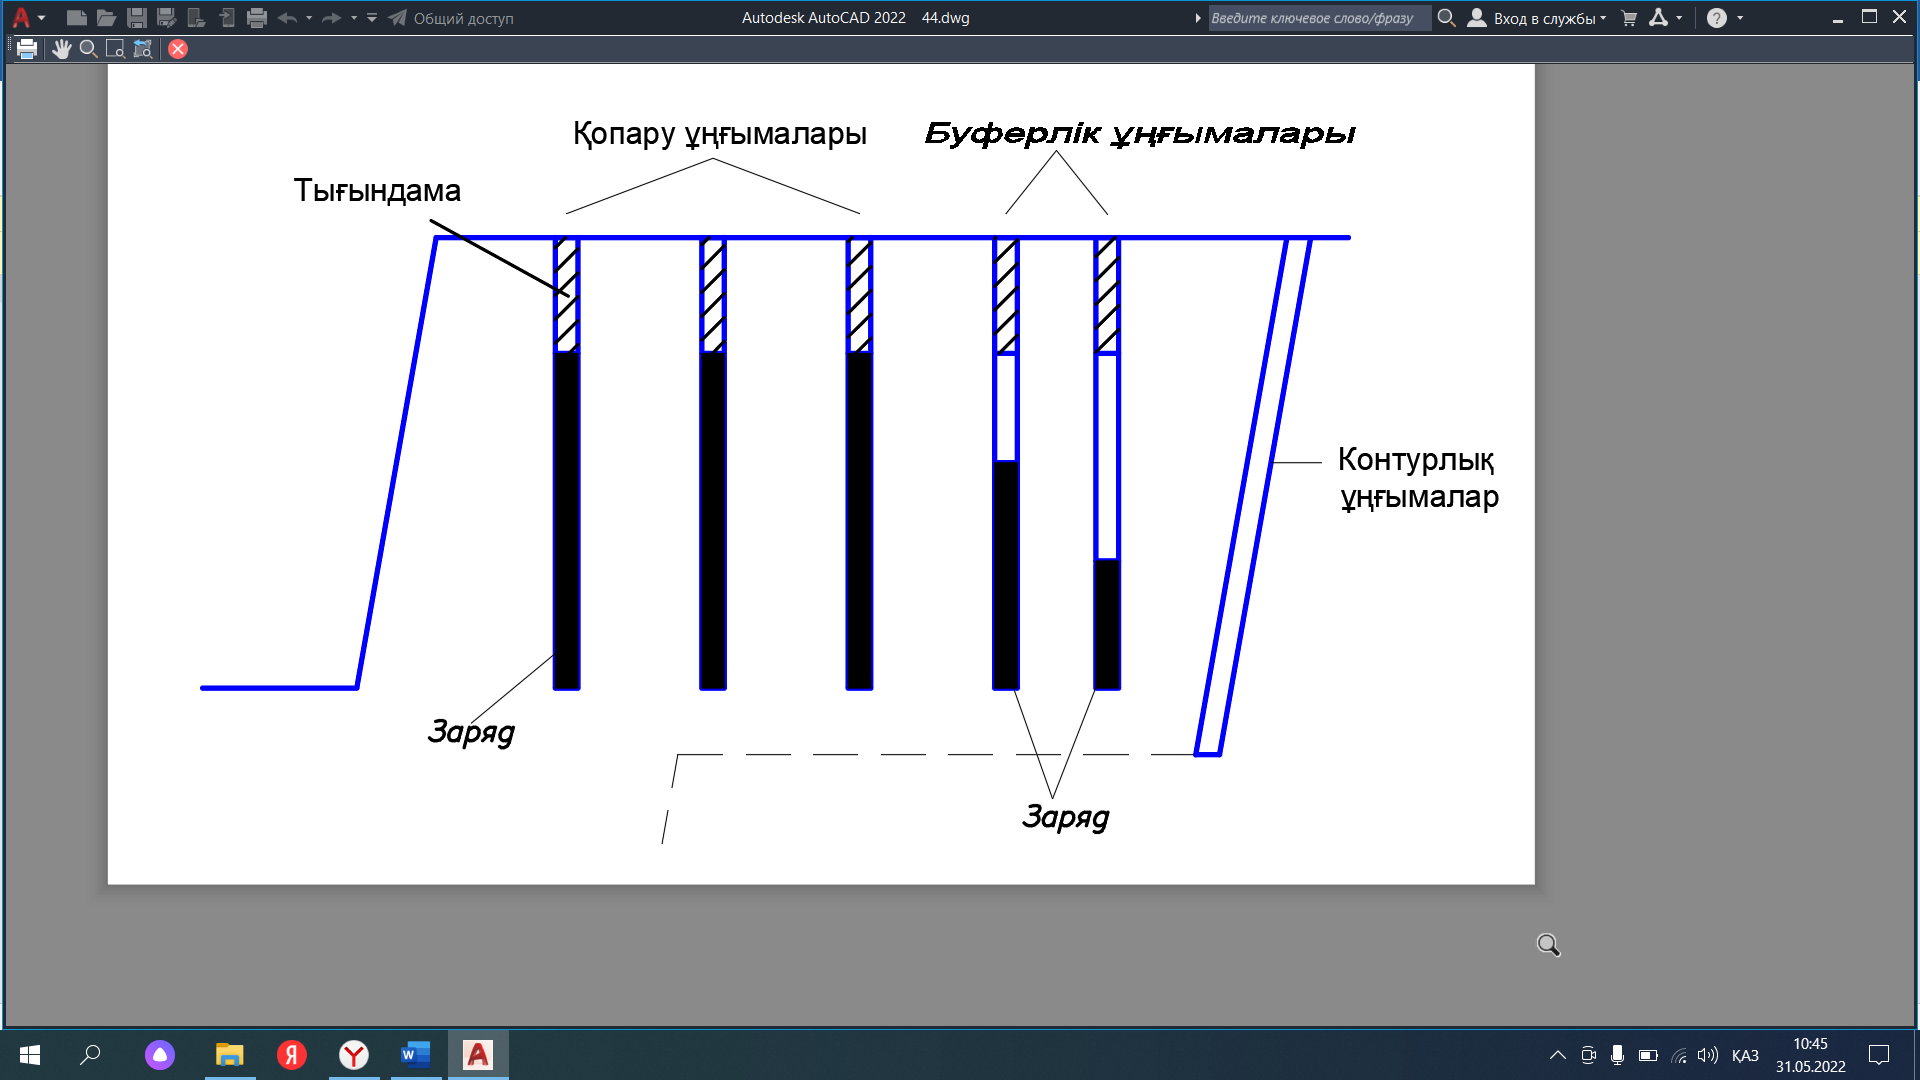 Общий доступ
Autodesk AutoCAD 2022 44.dwg
Введите ключевое слово/фразу
Вход в службы
Қопару ұңғымалары
Буферлік ұңғымалары
Тығындама
Контурлық
ұңғымалар
Заряд
Заряд
ҚАЗ
10:45
31.05.2022